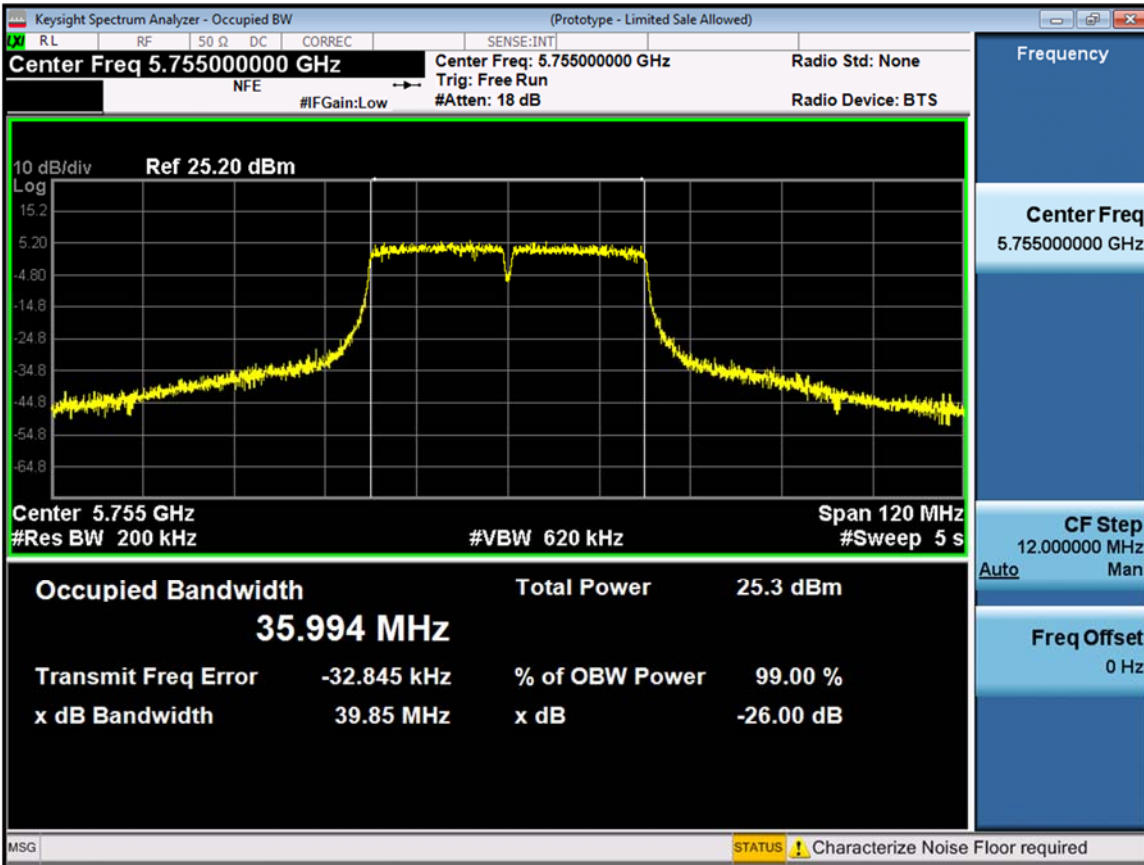 Keysight Spectrum Analyzer - Occupied BW (Prototype - Limited Sale Allowed)
LXI RL RF 50 Ω DC CORREC SENSE:INT
Center Freq 5.755000000 GHz
NFE
#IFGain:Low
Center Freq: 5.755000000 GHz
Trig: Free Run
#Atten: 18 dB
Radio Std: None
Radio Device: BTS
10 dB/div Ref 25.20 dBm
Log
15.2
5.20
-4.80
-14.8
-24.8
-34.8
-44.8
-54.8
-64.8
Center 5.755 GHz Span 120 MHz
#Res BW 200 kHz #VBW 620 kHz #Sweep 5 s
Occupied Bandwidth Total Power 25.3 dBm
35.994 MHz
Transmit Freq Error -32.845 kHz % of OBW Power 99.00 %
x dB Bandwidth 39.85 MHz x dB -26.00 dB
Frequency
Center Freq
5.755000000 GHz
CF Step
12.000000 MHz
Auto Man
Freq Offset
0 Hz
MSG STATUS Characterize Noise Floor required